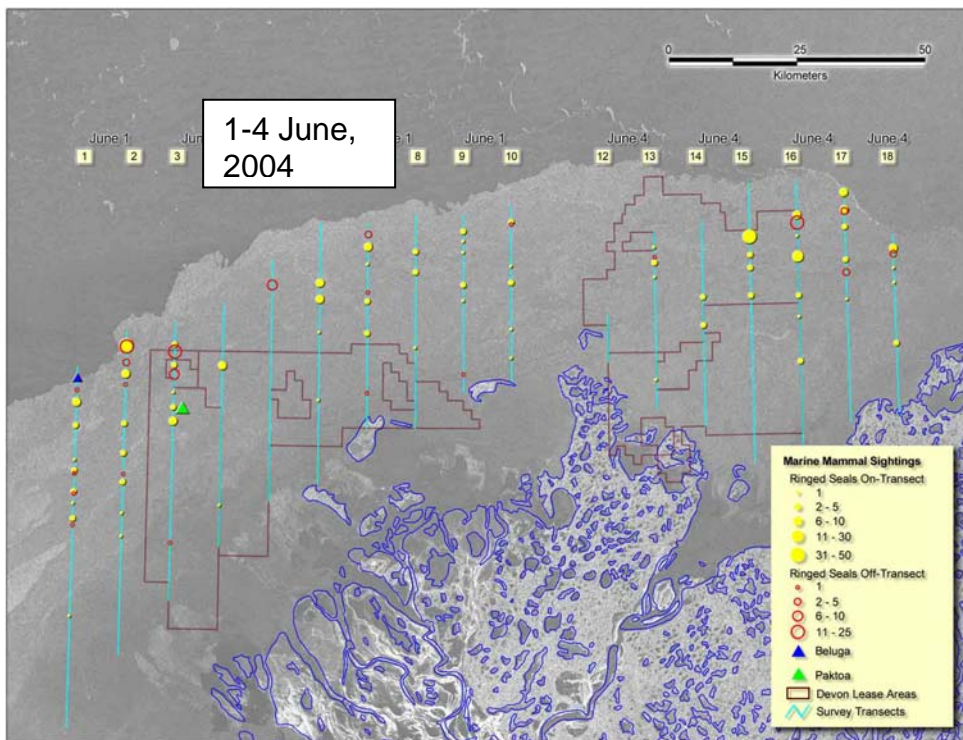 0 25 50
Kilometers
1-4 June,
2004
June 1 June 1 June 1 June 4 June 4 June 4 June 4
1 2 3 8 9 10 12 13 14 15 16 17 18
Marine Mammal Sightings
Ringed Seals On-Transect
1
2 - 5
6 - 10
11 - 30
31 - 50
Ringed Seals Off-Transect
1
2 - 5
6 - 10
11 - 25
Beluga
Paktoa
Devon Lease Areas
Survey Transects